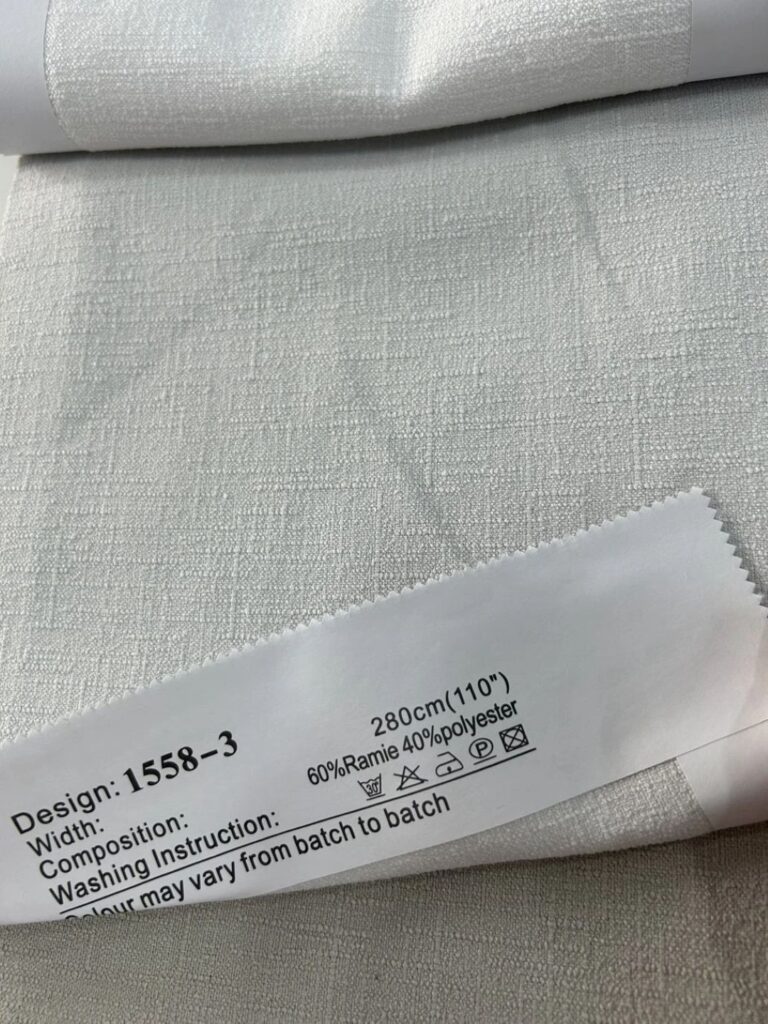 Design: 1558-3
Width: 280cm(110")
Composition: 60%Ramie 40%polyester
Washing Instruction: 30° P
Colour may vary from batch to batch